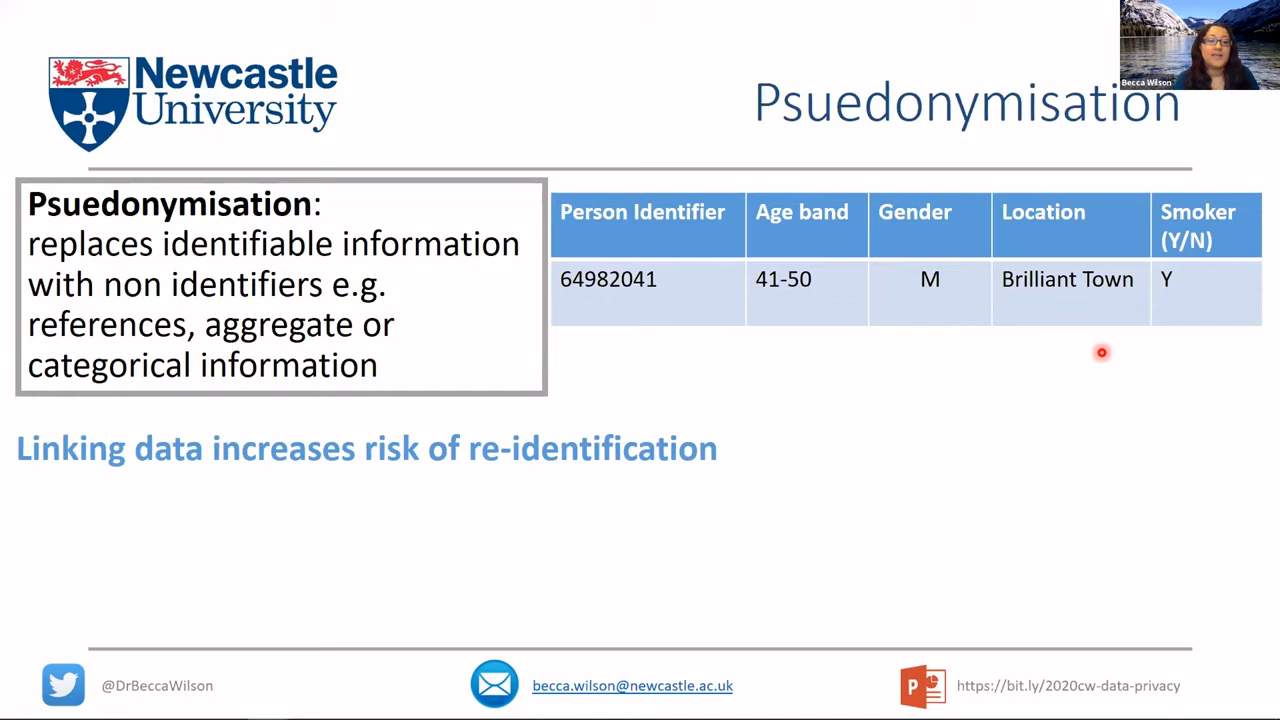 Newcastle
University
Psuedonymisation
Becca Wilson
Psuedonymisation:
replaces identifiable information
with non identifiers e.g.
references, aggregate or
categorical information
Person Identifier Age band Gender Location Smoker
(Y/N)
64982041 41-50 M Brilliant Town Y
Linking data increases risk of re-identification
@DrBeccaWilson becca.wilson@newcastle.ac.uk P https://bit.ly/2020cw-data-privacy